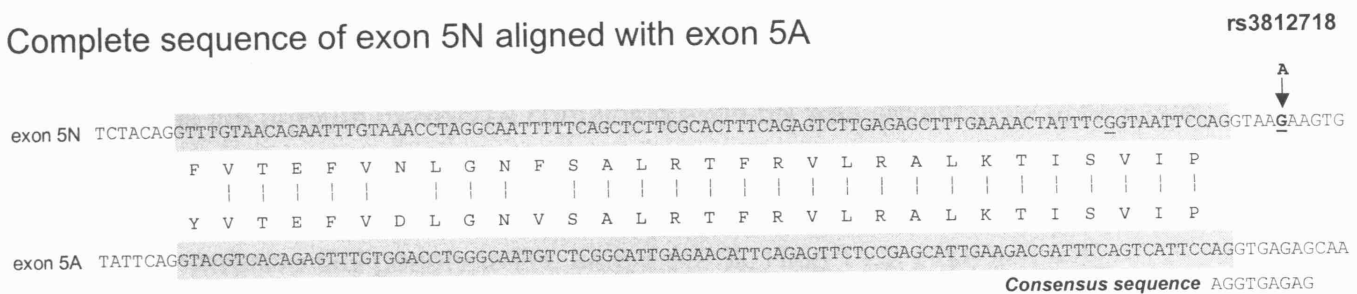 rs3812718
Complete sequence of exon 5N aligned with exon 5A
A
exon 5N TCTACAGGTTTGTAACAGAATTTGTAAACCTAGGCAATTTTTCAGCTCTTCGCACTTTCAGAGTCTTGAGAGCTTTGAAAACTATTTCGGTAATTCCAGGTAAGAAGTG
F V T E F V N L G N F S A L R T F R V L R A L K T I S V I P
Y V T E F V D L G N V S A L R T F R V L R A L K T I S V I P
exon 5A TATTCAGGTACGTCACAGAGTTTGTGGACCTGGGCAATGTCTCGGCATTGAGAACATTCAGAGTTCTCCGAGCATTGAAGACGATTTCAGTCATTCCAGGTGAGAGCAA
Consensus sequence AGGTGAGAG